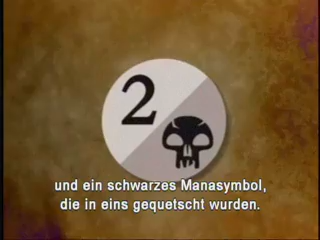 2
und ein schwarzes Manasymbol,
die in eins gequetscht wurden.